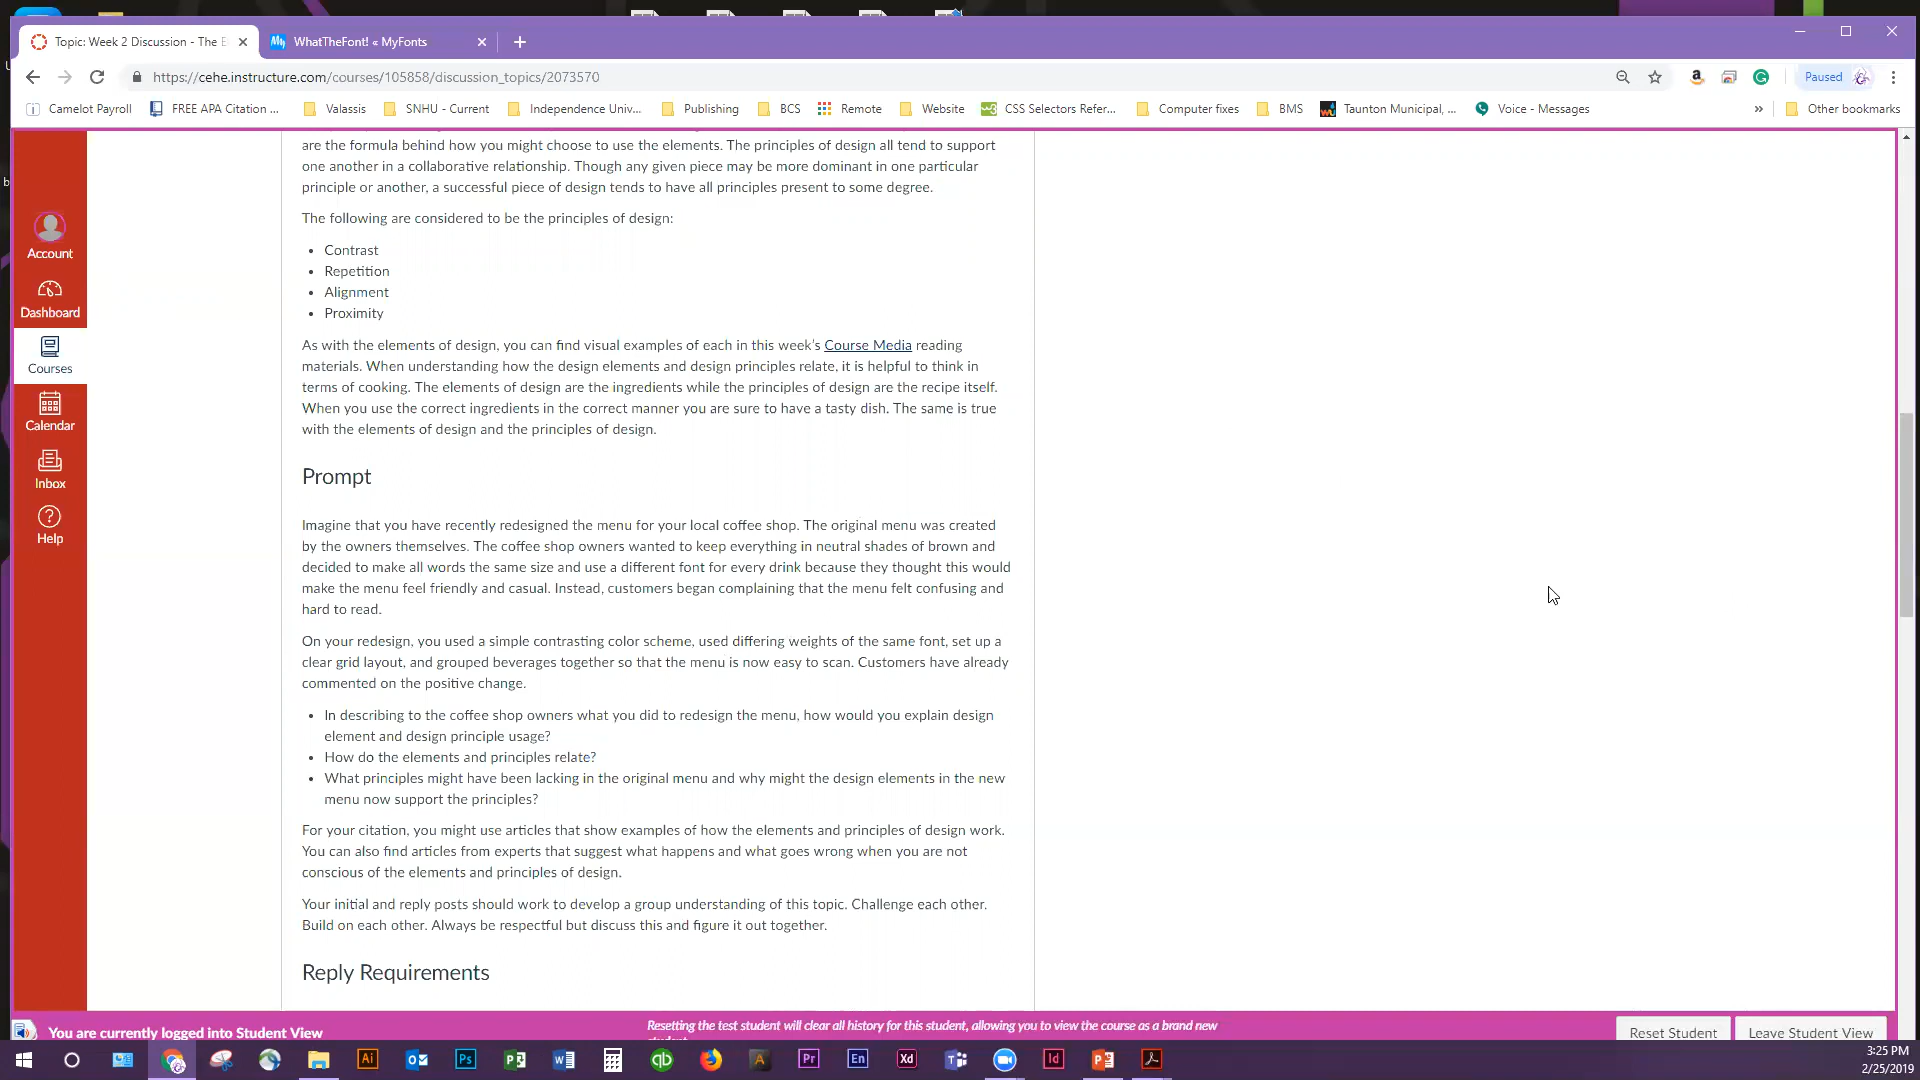 Topic: Week 2 Discussion - The E
WhatTheFont! « MyFonts
https://cehe.instructure.com/courses/105858/discussion_topics/2073570
Paused
Camelot Payroll
FREE APA Citation ...
Valassis
SNHU - Current
Independence Univ...
Publishing
BCS
Remote
Website
CSS Selectors Refer...
Computer fixes
BMS
Taunton Municipal, ...
Voice - Messages
»
Other bookmarks
Account
Dashboard
Courses
Calendar
Inbox
Help
are the formula behind how you might choose to use the elements. The principles of design all tend to support
one another in a collaborative relationship. Though any given piece may be more dominant in one particular
principle or another, a successful piece of design tends to have all principles present to some degree.
The following are considered to be the principles of design:
• Contrast
• Repetition
• Alignment
• Proximity
As with the elements of design, you can find visual examples of each in this week's Course Media reading
materials. When understanding how the design elements and design principles relate, it is helpful to think in
terms of cooking. The elements of design are the ingredients while the principles of design are the recipe itself.
When you use the correct ingredients in the correct manner you are sure to have a tasty dish. The same is true
with the elements of design and the principles of design.
Prompt
Imagine that you have recently redesigned the menu for your local coffee shop. The original menu was created
by the owners themselves. The coffee shop owners wanted to keep everything in neutral shades of brown and
decided to make all words the same size and use a different font for every drink because they thought this would
make the menu feel friendly and casual. Instead, customers began complaining that the menu felt confusing and
hard to read.
On your redesign, you used a simple contrasting color scheme, used differing weights of the same font, set up a
clear grid layout, and grouped beverages together so that the menu is now easy to scan. Customers have already
commented on the positive change.
• In describing to the coffee shop owners what you did to redesign the menu, how would you explain design
element and design principle usage?
• How do the elements and principles relate?
• What principles might have been lacking in the original menu and why might the design elements in the new
menu now support the principles?
For your citation, you might use articles that show examples of how the elements and principles of design work.
You can also find articles from experts that suggest what happens and what goes wrong when you are not
conscious of the elements and principles of design.
Your initial and reply posts should work to develop a group understanding of this topic. Challenge each other.
Build on each other. Always be respectful but discuss this and figure it out together.
Reply Requirements
You are currently logged into Student View
Resetting the test student will clear all history for this student, allowing you to view the course as a brand new
Reset Student
Leave Student View
Ai
Ps
Pr
En
Xd
Id
3:25 PM
2/25/2019